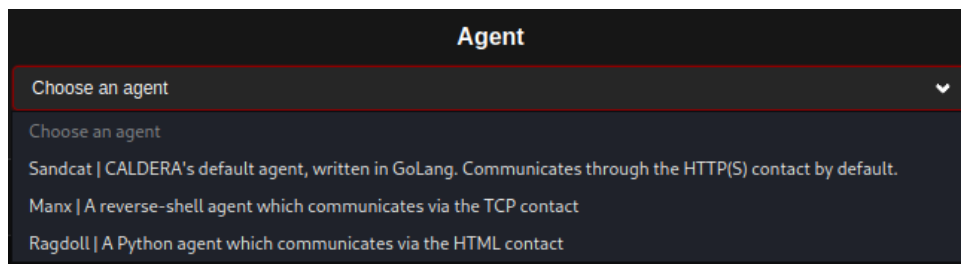 Agent
Choose an agent
Choose an agent
Sandcat | CALDERA's default agent, written in GoLang. Communicates through the HTTP(S) contact by default.
Manx | A reverse-shell agent which communicates via the TCP contact
Ragdoll | A Python agent which communicates via the HTML contact